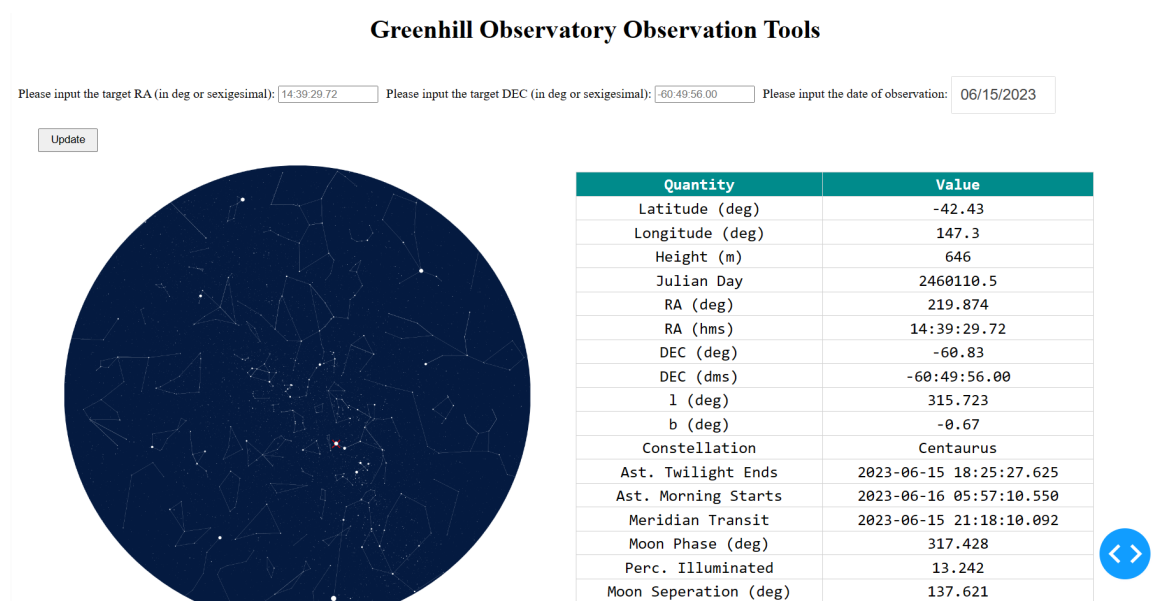 Greenhill Observatory Observation Tools
Please input the target RA (in deg or sexigesimal): 14:39:29.72 Please input the target DEC (in deg or sexigesimal): -60:49:56.00 Please input the date of observation: 06/15/2023
Update
Quantity Value
Latitude (deg) -42.43
Longitude (deg) 147.3
Height (m) 646
Julian Day 2460110.5
RA (deg) 219.874
RA (hms) 14:39:29.72
DEC (deg) -60.83
DEC (dms) -60:49:56.00
l (deg) 315.723
b (deg) -0.67
Constellation Centaurus
Ast. Twilight Ends 2023-06-15 18:25:27.625
Ast. Morning Starts 2023-06-16 05:57:10.550
Meridian Transit 2023-06-15 21:18:10.092
Moon Phase (deg) 317.428
Perc. Illuminated 13.242
Moon Seperation (deg) 137.621